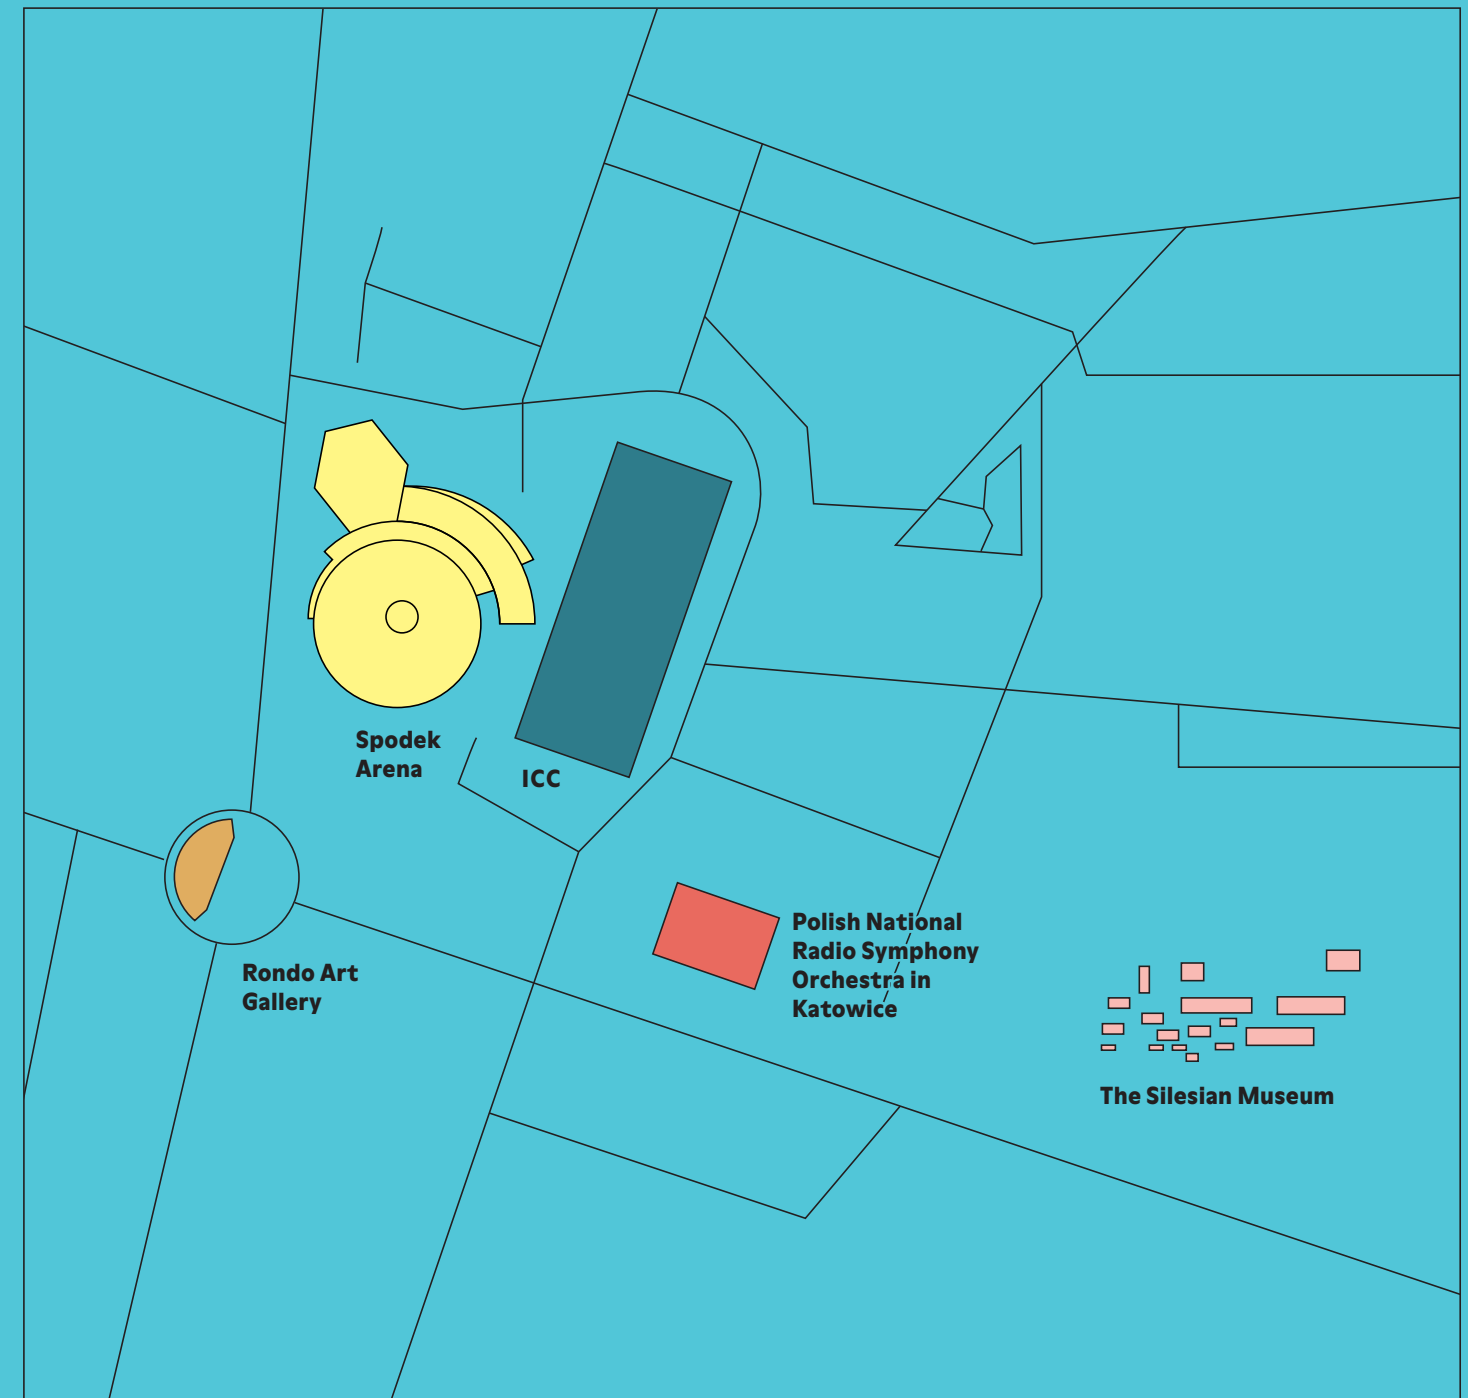 Spodek
Arena
ICC
Rondo Art
Gallery
Polish National
Radio Symphony
Orchestra in
Katowice
The Silesian Museum